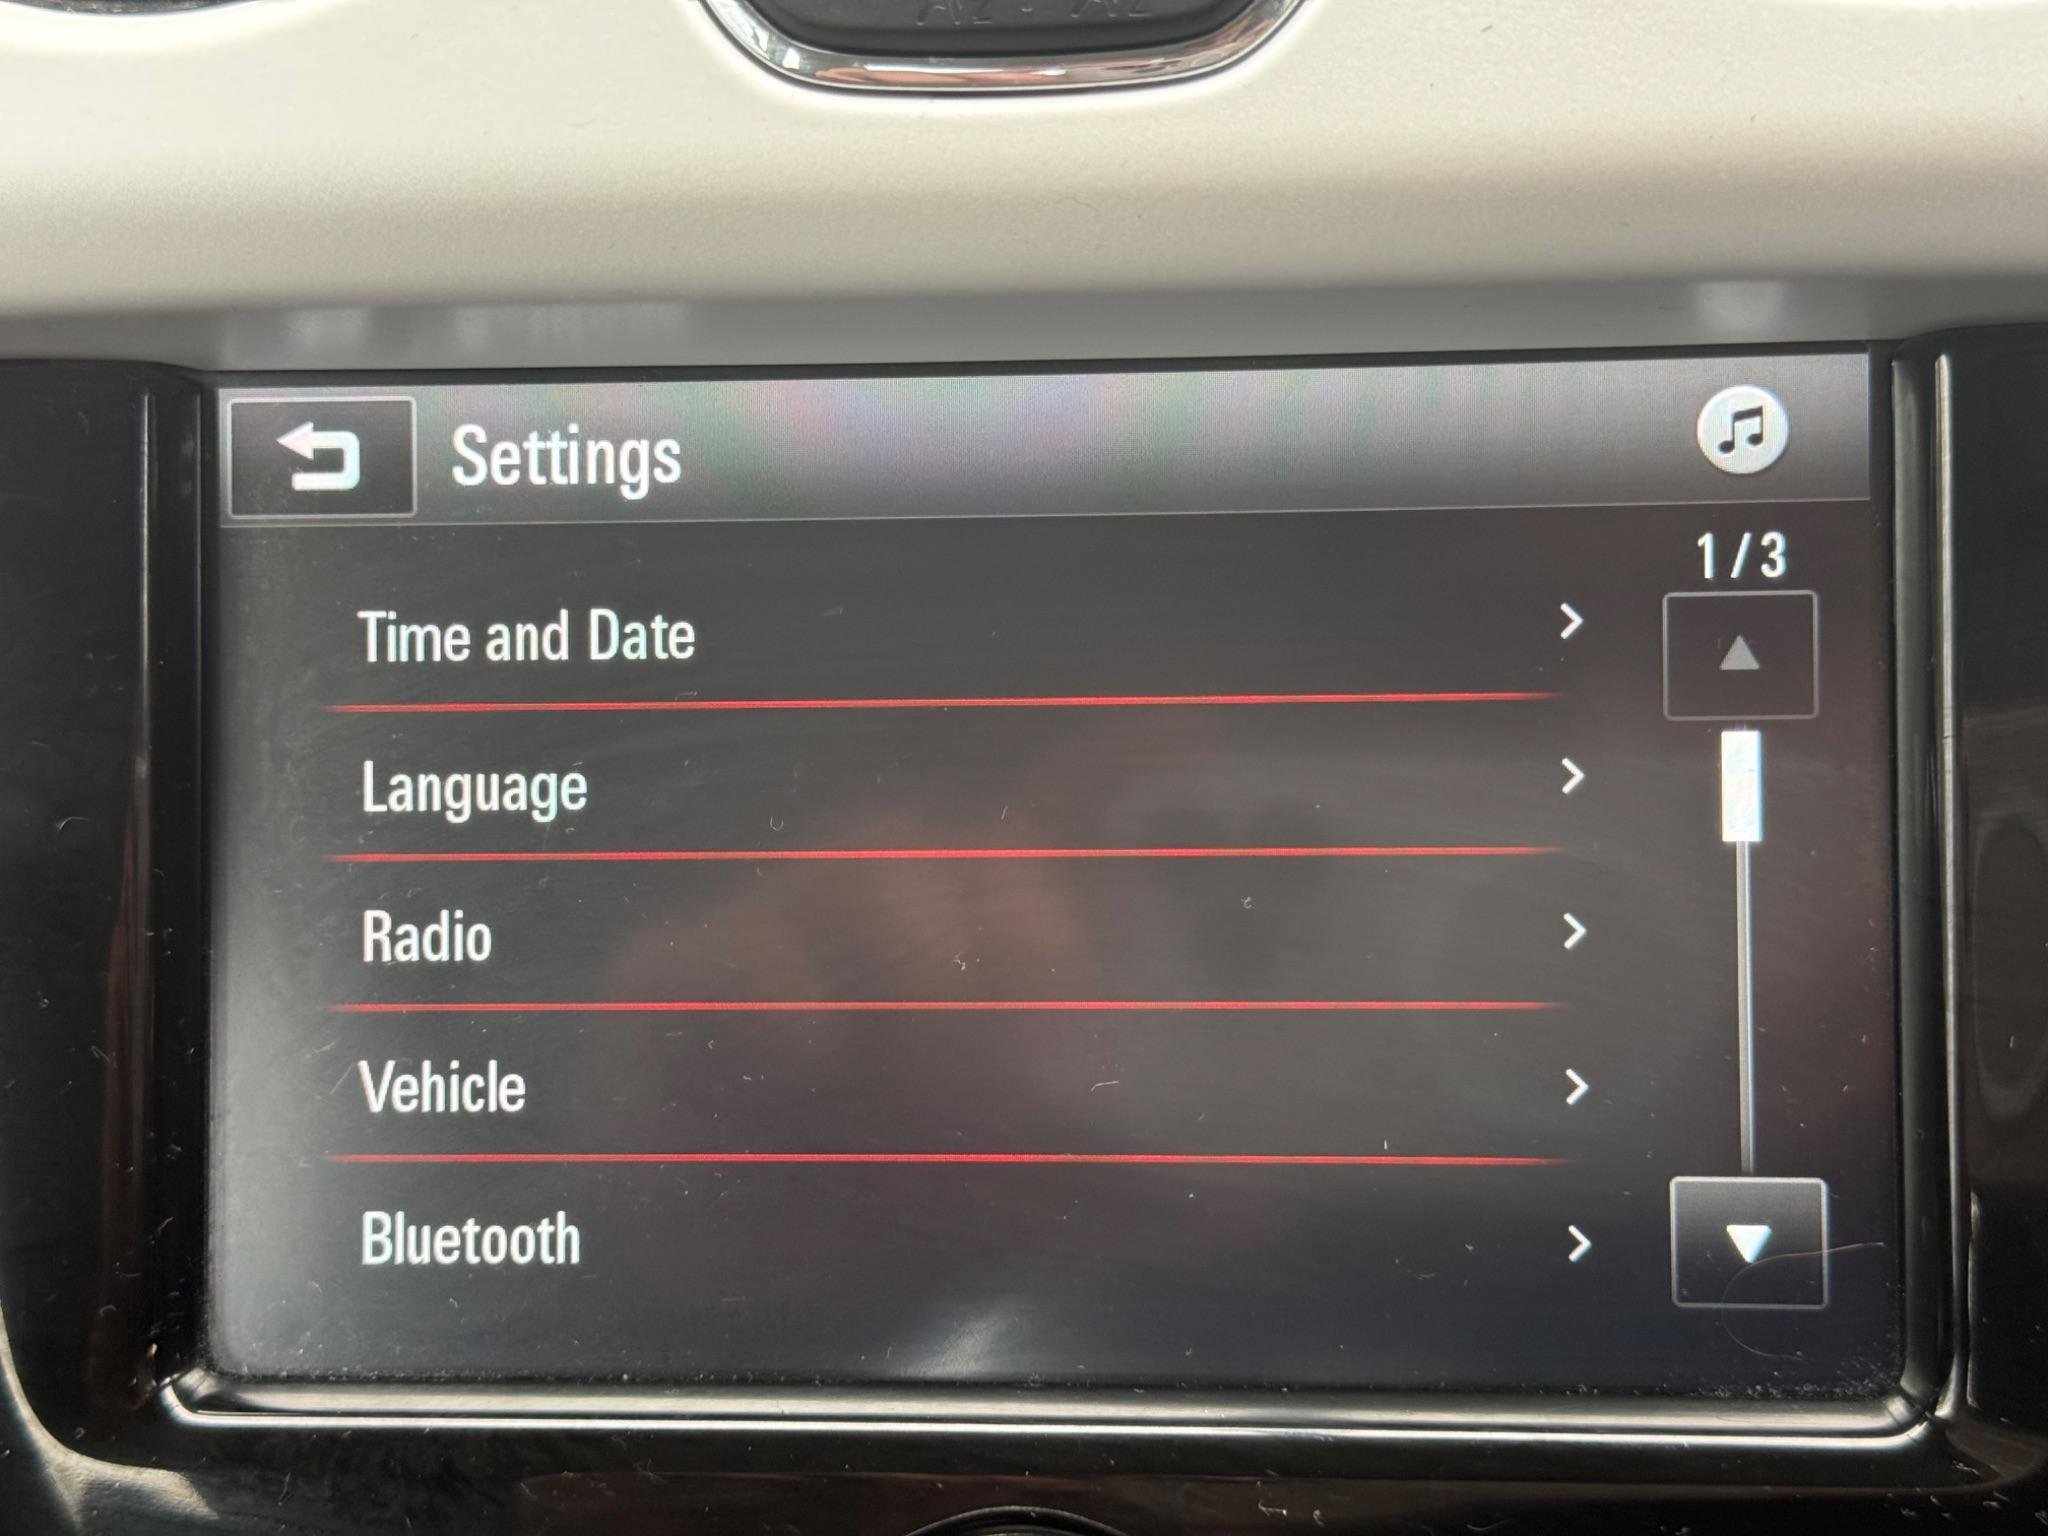 Settings
1/3
Time and Date
Language
Radio
Vehicle
Bluetooth